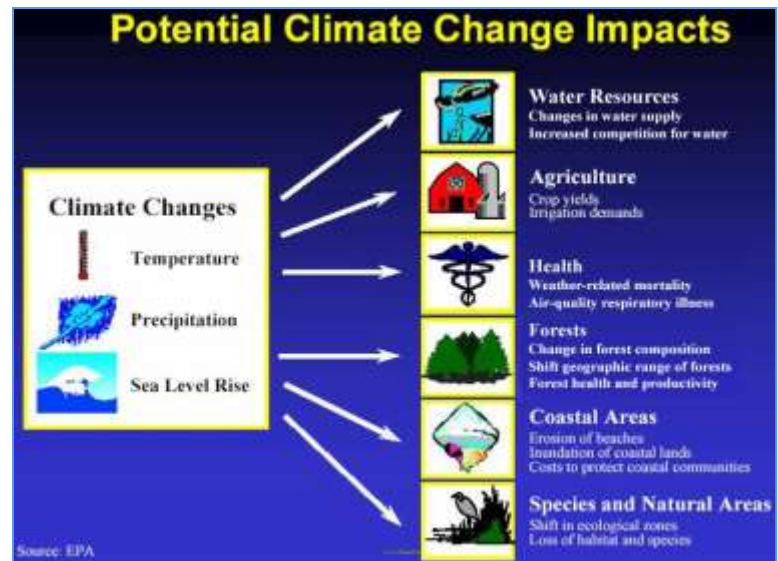 Potential Climate Change Impacts
Climate Changes
Temperature
Precipitation
Sea Level Rise
Water Resources
Changes in water supply
Increased competition for water
Agriculture
Crop yields
Irrigation demands
Health
Weather-related mortality
Air-quality respiratory illness
Forests
Change in forest composition
Shift geographic range of forests
Forest health and productivity
Coastal Areas
Erosion of beaches
Inundation of coastal lands
Costs to protect coastal communities
Species and Natural Areas
Shift in ecological zones
Loss of habitat and species
Source: EPA